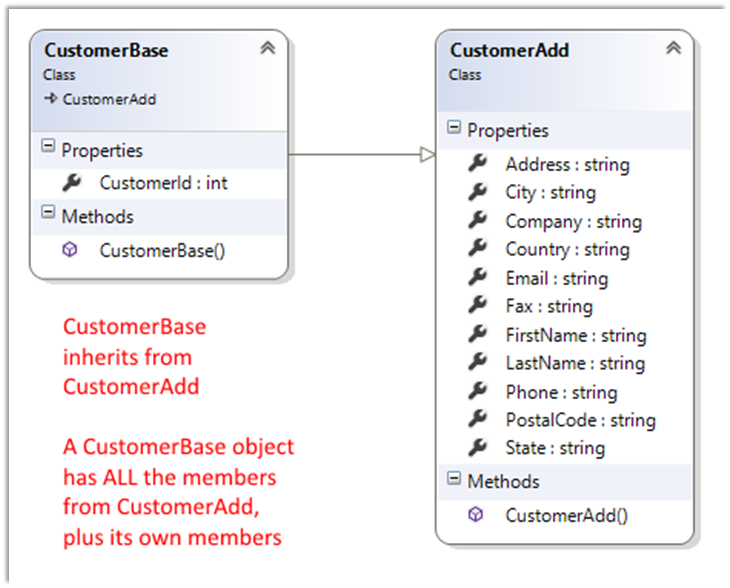 CustomerBase
Class
CustomerAdd
Properties
CustomerId : int
Methods
CustomerBase()
CustomerBase
inherits from
CustomerAdd
A CustomerBase object
has ALL the members
from CustomerAdd,
plus its own members
CustomerAdd
Class
Properties
Address : string
City : string
Company : string
Country : string
Email : string
Fax : string
FirstName : string
LastName : string
Phone : string
PostalCode : string
State : string
Methods
CustomerAdd()